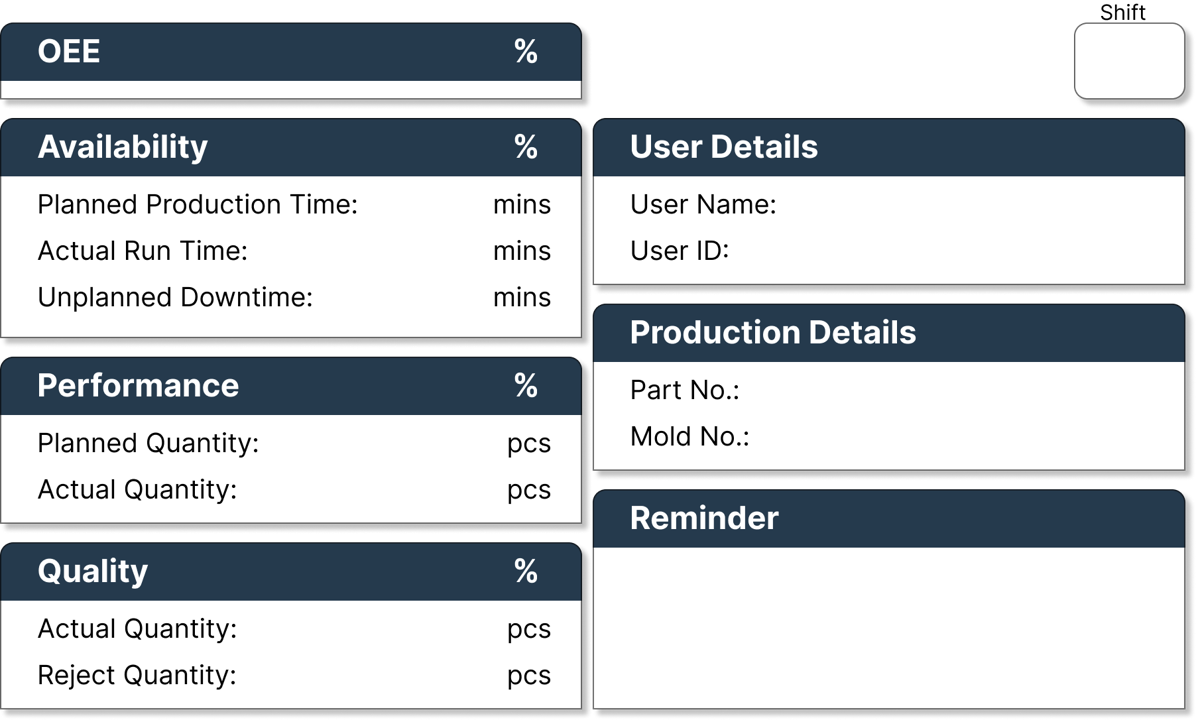 Shift
OEE %
Availability %
Planned Production Time: mins
Actual Run Time: mins
Unplanned Downtime: mins
Performance %
Planned Quantity: pcs
Actual Quantity: pcs
Quality %
Actual Quantity: pcs
Reject Quantity: pcs
User Details
User Name:
User ID:
Production Details
Part No.:
Mold No.:
Reminder